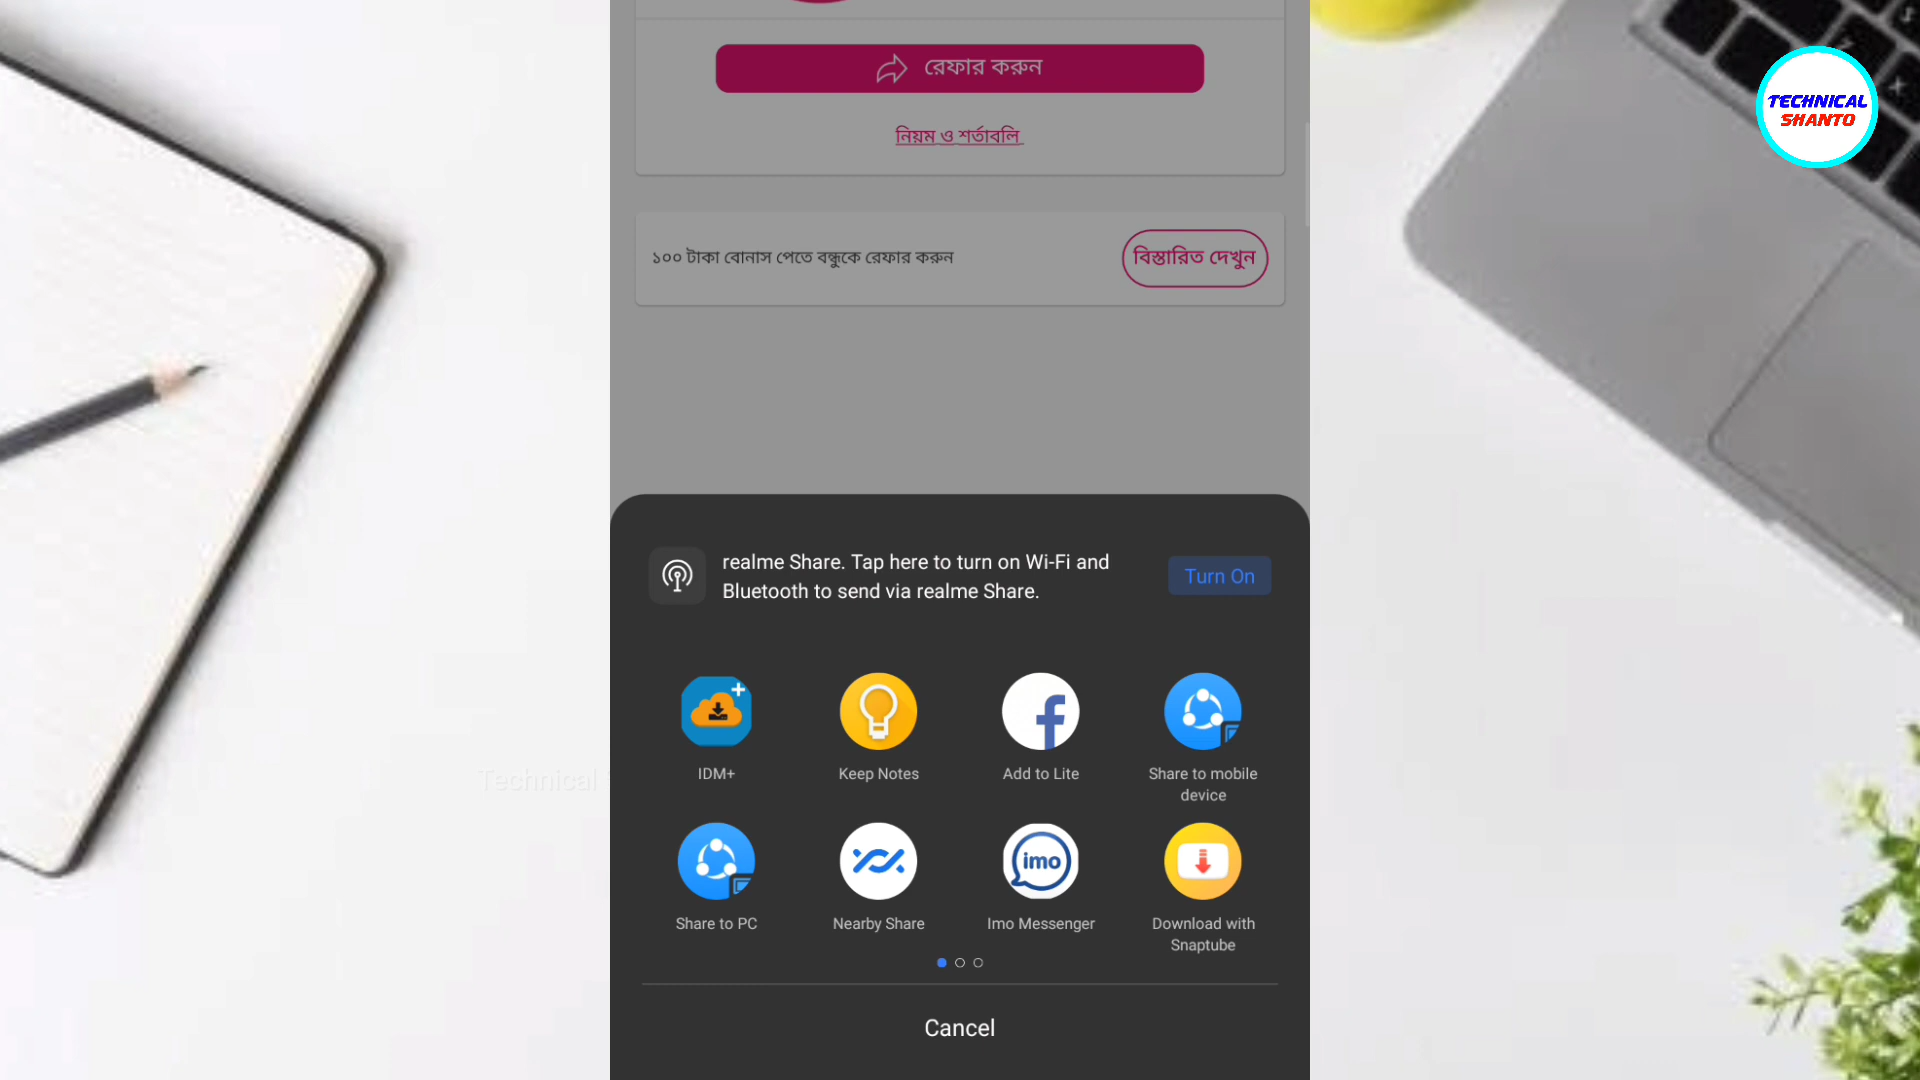 রেফার করুন
TECHNICAL
SHANTO
নিয়ম ও শর্তাবলি
১০০ টাকা বোনাস পেতে বন্ধুকে রেফার করুন
বিস্তারিত দেখুন
realme Share. Tap here to turn on Wi-Fi and
Bluetooth to send via realme Share.
Turn On
IDM+
Keep Notes
Add to Lite
Share to mobile
device
Technical
imo
Share to PC
Nearby Share
Imo Messenger
Download with
Snaptube
Cancel